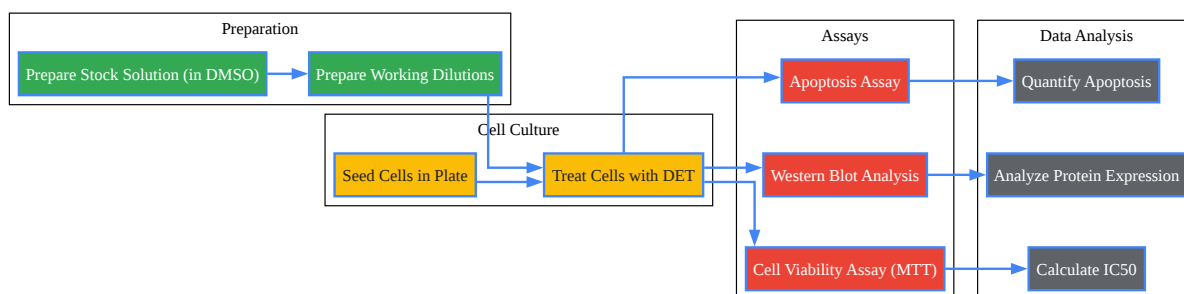 Preparation
Prepare Stock Solution (in DMSO)
Prepare Working Dilutions
Cell Culture
Seed Cells in Plate
Treat Cells with DET
Assays
Apoptosis Assay
Western Blot Analysis
Cell Viability Assay (MTT)
Data Analysis
Quantify Apoptosis
Analyze Protein Expression
Calculate IC50